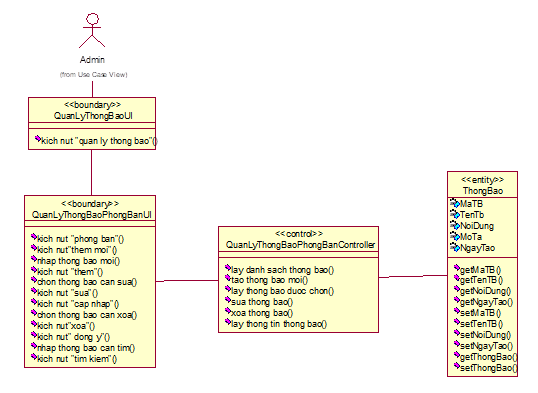 Admin
(from Use Case View)
<<boundary>>
QuanLyThongBaoUI
kich nut "quan ly thong bao"()
<<boundary>>
QuanLyThongBaoPhongBanUI
kich nut "phong ban"()
kich nut"them moi"()
nhap thong bao moi()
kich nut "them"()
chon thong bao can sua()
kich nut "sua"()
kich nut "cap nhap"()
chon thong bao can xoa()
kich nut"xoa"()
kich nut" dong y"()
nhap thong bao can tim()
kich nut "tim kiem"()
<<control>>
QuanLyThongBaoPhongBanController
lay danh sach thong bao()
tao thong bao moi()
lay thong bao duoc chon()
sua thong bao()
xoa thong bao()
lay thong tin thong bao()
<<entity>>
ThongBao
MaTB
TenTb
NoiDung
MoTa
NgayTao
getMaTB()
getTenTB()
getNoiDung()
getNgayTao()
setMaTB()
setTenTB()
setNoiDung()
setNgayTao()
getThongBao()
setThongBao()